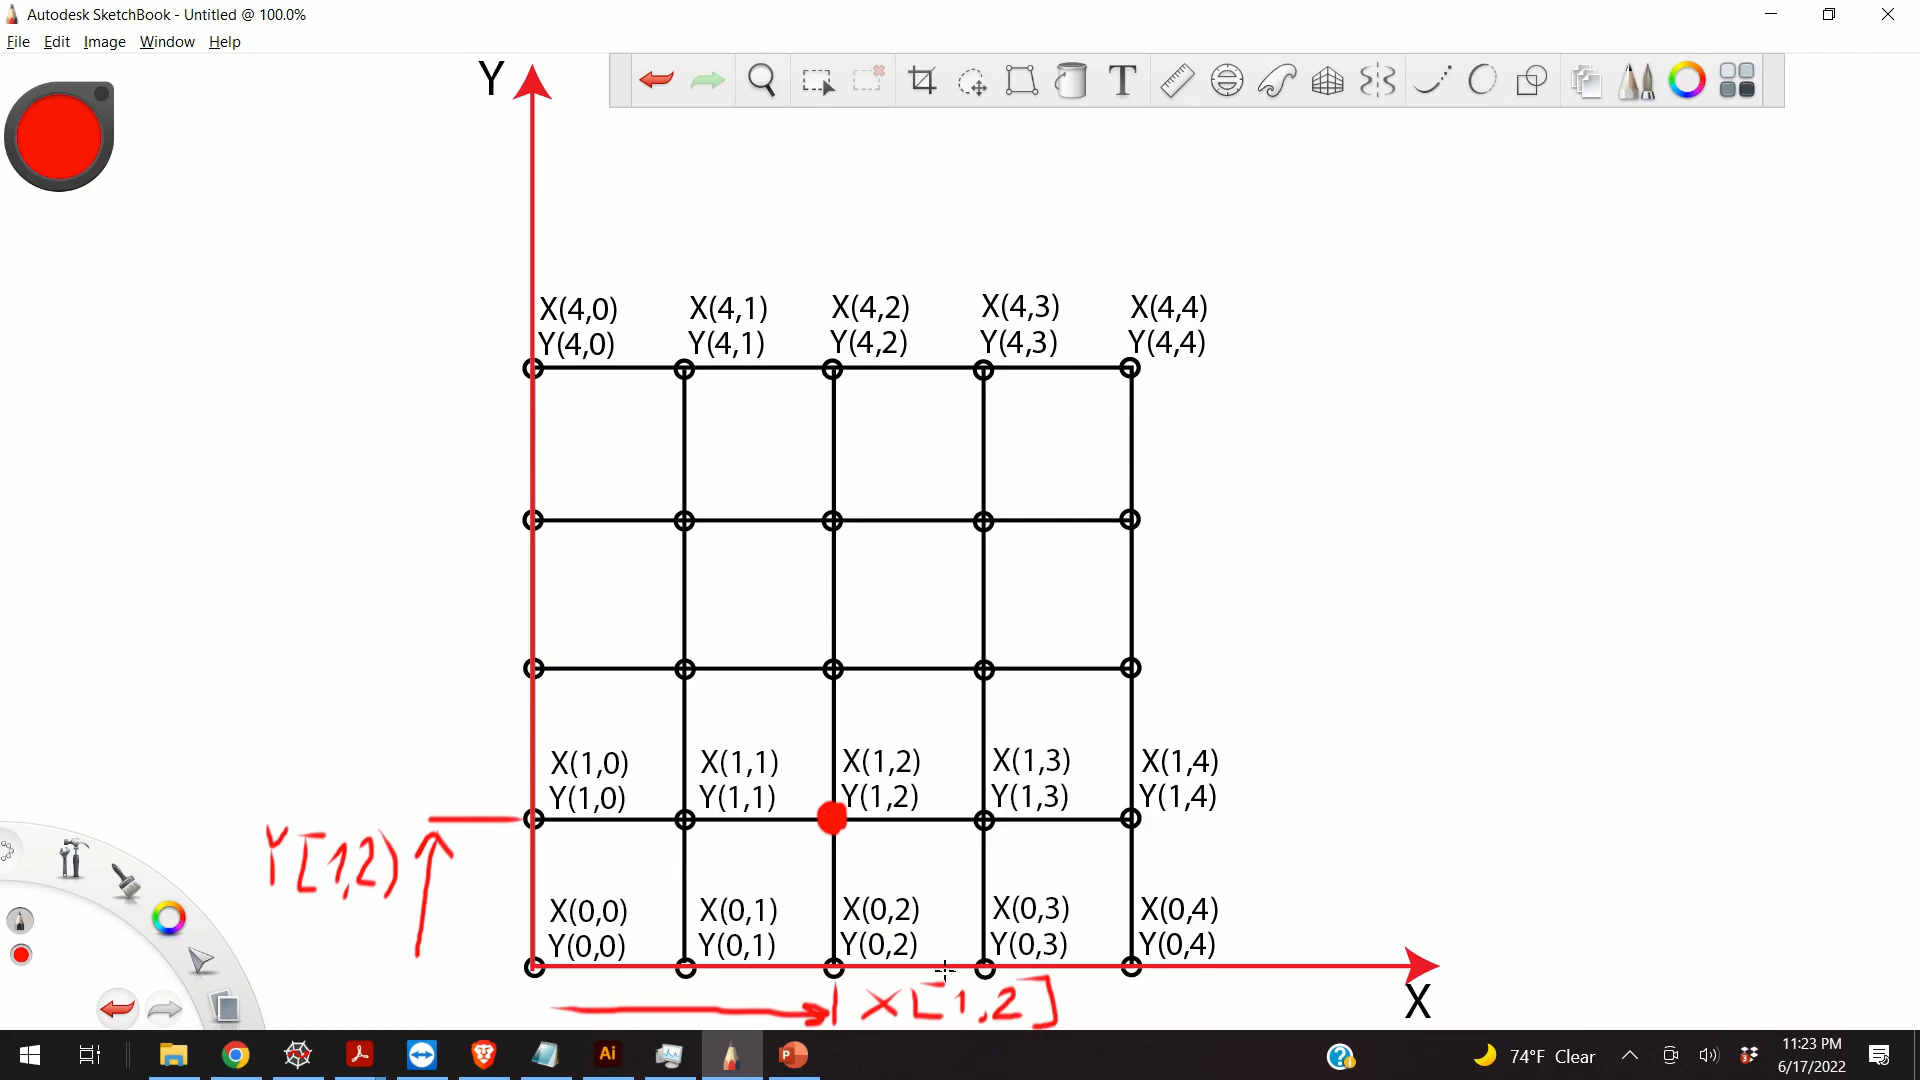 Autodesk SketchBook - Untitled @ 100.0%
File Edit Image Window Help
Y
T
X(4,0) X(4,1) X(4,2) X(4,3) X(4,4)
Y(4,0) Y(4,1) Y(4,2) Y(4,3) Y(4,4)
X(1,0) X(1,1) X(1,2) X(1,3) X(1,4)
Y(1,0) Y(1,1) Y(1,2) Y(1,3) Y(1,4)
Y[1,2)
X(0,0) X(0,1) X(0,2) X(0,3) X(0,4)
Y(0,0) Y(0,1) Y(0,2) Y(0,3) Y(0,4)
X[1,2]
X
Ai
P
74°F Clear
3
11:23 PM
6/17/2022